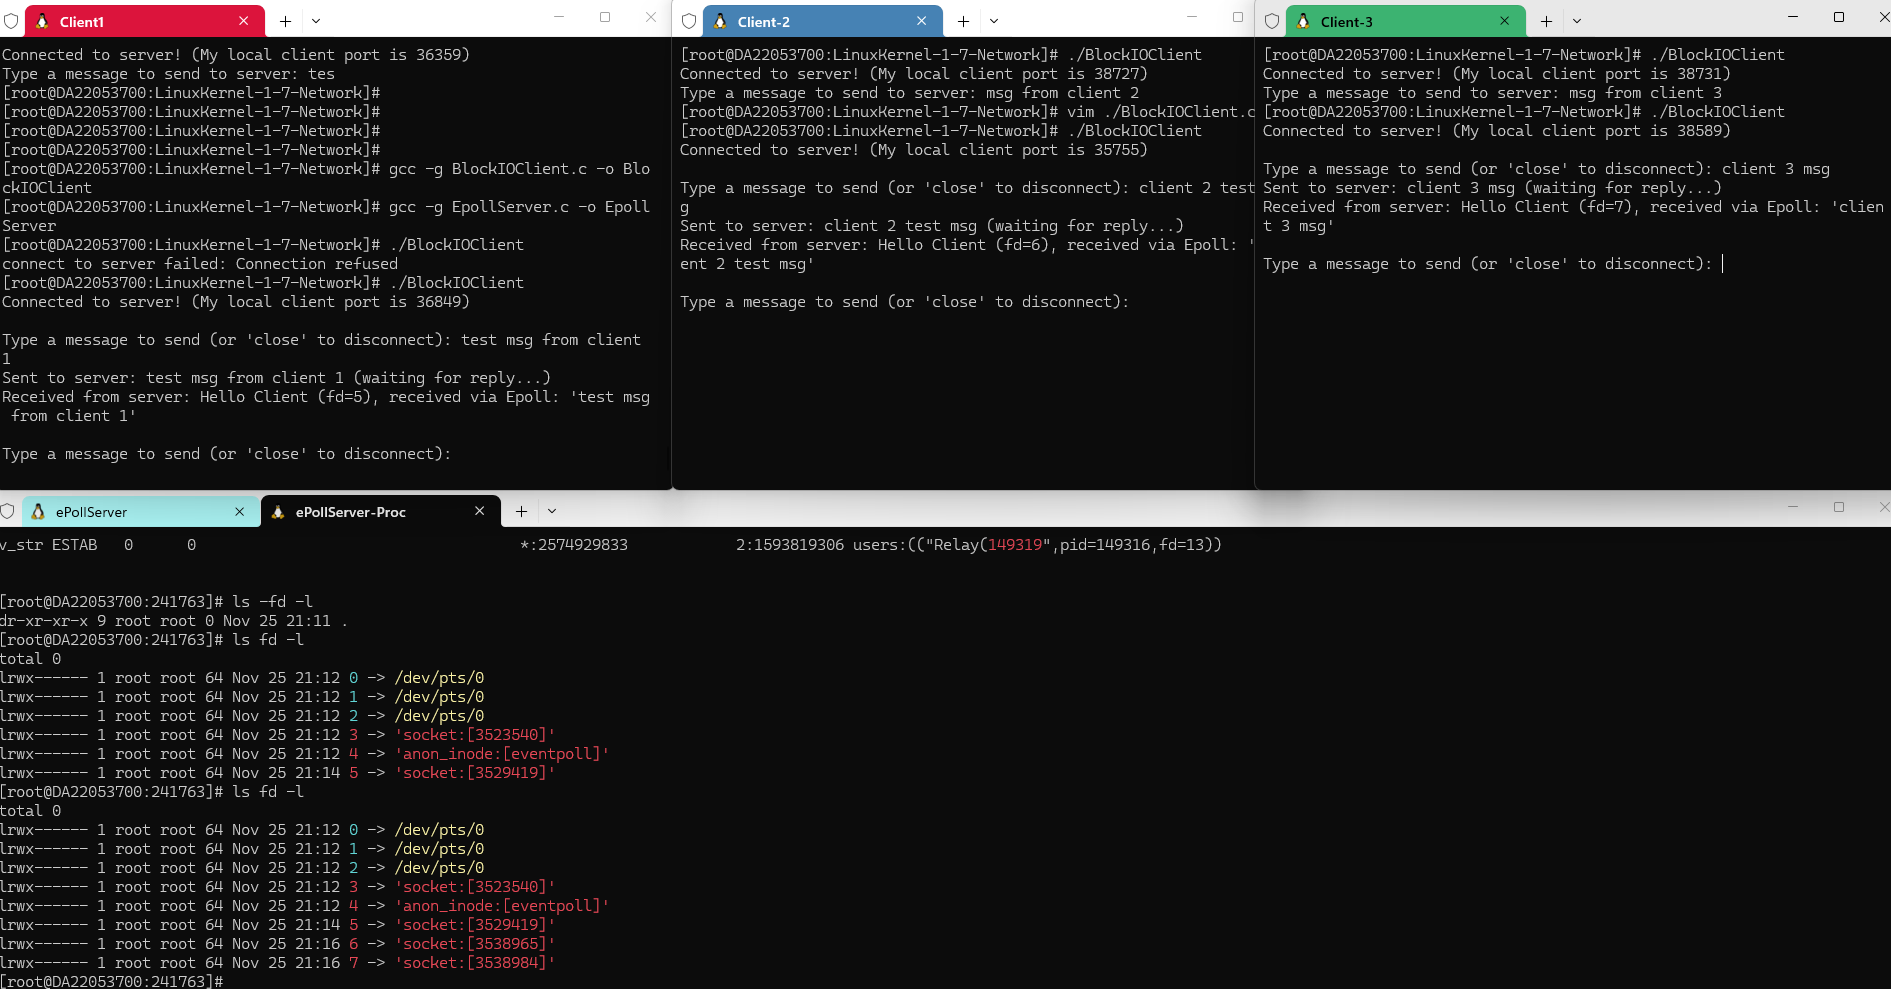 Client1
Connected to server! (My local client port is 36359)
Type a message to send to server: tes
[root@DA22053700:LinuxKernel-1-7-Network]#
[root@DA22053700:LinuxKernel-1-7-Network]#
[root@DA22053700:LinuxKernel-1-7-Network]#
[root@DA22053700:LinuxKernel-1-7-Network]#
[root@DA22053700:LinuxKernel-1-7-Network]# gcc -g BlockIOClient.c -o Blo
ckIOClient
[root@DA22053700:LinuxKernel-1-7-Network]# gcc -g EpollServer.c -o Epoll
Server
[root@DA22053700:LinuxKernel-1-7-Network]# ./BlockIOClient
connect to server failed: Connection refused
[root@DA22053700:LinuxKernel-1-7-Network]# ./BlockIOClient
Connected to server! (My local client port is 36849)
Type a message to send (or 'close' to disconnect): test msg from client
1
Sent to server: test msg from client 1 (waiting for reply...)
Received from server: Hello Client (fd=5), received via Epoll: 'test msg
from client 1'
Type a message to send (or 'close' to disconnect):
Client-2
[root@DA22053700:LinuxKernel-1-7-Network]# ./BlockIOClient
Connected to server! (My local client port is 38727)
Type a message to send to server: msg from client 2
[root@DA22053700:LinuxKernel-1-7-Network]# vim ./BlockIOClient.c
[root@DA22053700:LinuxKernel-1-7-Network]# ./BlockIOClient
Connected to server! (My local client port is 35755)
Type a message to send (or 'close' to disconnect): client 2 test
g
Sent to server: client 2 test msg (waiting for reply...)
Received from server: Hello Client (fd=6), received via Epoll: '
ent 2 test msg'
Type a message to send (or 'close' to disconnect):
Client-3
[root@DA22053700:LinuxKernel-1-7-Network]# ./BlockIOClient
Connected to server! (My local client port is 38731)
Type a message to send to server: msg from client 3
[root@DA22053700:LinuxKernel-1-7-Network]# ./BlockIOClient
Connected to server! (My local client port is 38589)
Type a message to send (or 'close' to disconnect): client 3 msg
Sent to server: client 3 msg (waiting for reply...)
Received from server: Hello Client (fd=7), received via Epoll: 'clien
t 3 msg'
Type a message to send (or 'close' to disconnect):
ePollServer
ePollServer-Proc
v_str ESTAB 0 0 *:2574929833 2:1593819306 users:(("Relay(149319",pid=149316,fd=13))
[root@DA22053700:241763]# ls -fd -l
dr-xr-xr-x 9 root root 0 Nov 25 21:11 .
[root@DA22053700:241763]# ls fd -l
total 0
lrwx------ 1 root root 64 Nov 25 21:12 0 -> /dev/pts/0
lrwx------ 1 root root 64 Nov 25 21:12 1 -> /dev/pts/0
lrwx------ 1 root root 64 Nov 25 21:12 2 -> /dev/pts/0
lrwx------ 1 root root 64 Nov 25 21:12 3 -> 'socket:[3523540]'
lrwx------ 1 root root 64 Nov 25 21:12 4 -> 'anon_inode:[eventpoll]'
lrwx------ 1 root root 64 Nov 25 21:14 5 -> 'socket:[3529419]'
[root@DA22053700:241763]# ls fd -l
total 0
lrwx------ 1 root root 64 Nov 25 21:12 0 -> /dev/pts/0
lrwx------ 1 root root 64 Nov 25 21:12 1 -> /dev/pts/0
lrwx------ 1 root root 64 Nov 25 21:12 2 -> /dev/pts/0
lrwx------ 1 root root 64 Nov 25 21:12 3 -> 'socket:[3523540]'
lrwx------ 1 root root 64 Nov 25 21:12 4 -> 'anon_inode:[eventpoll]'
lrwx------ 1 root root 64 Nov 25 21:14 5 -> 'socket:[3529419]'
lrwx------ 1 root root 64 Nov 25 21:16 6 -> 'socket:[3538965]'
lrwx------ 1 root root 64 Nov 25 21:16 7 -> 'socket:[3538984]'
[root@DA22053700:241763]#